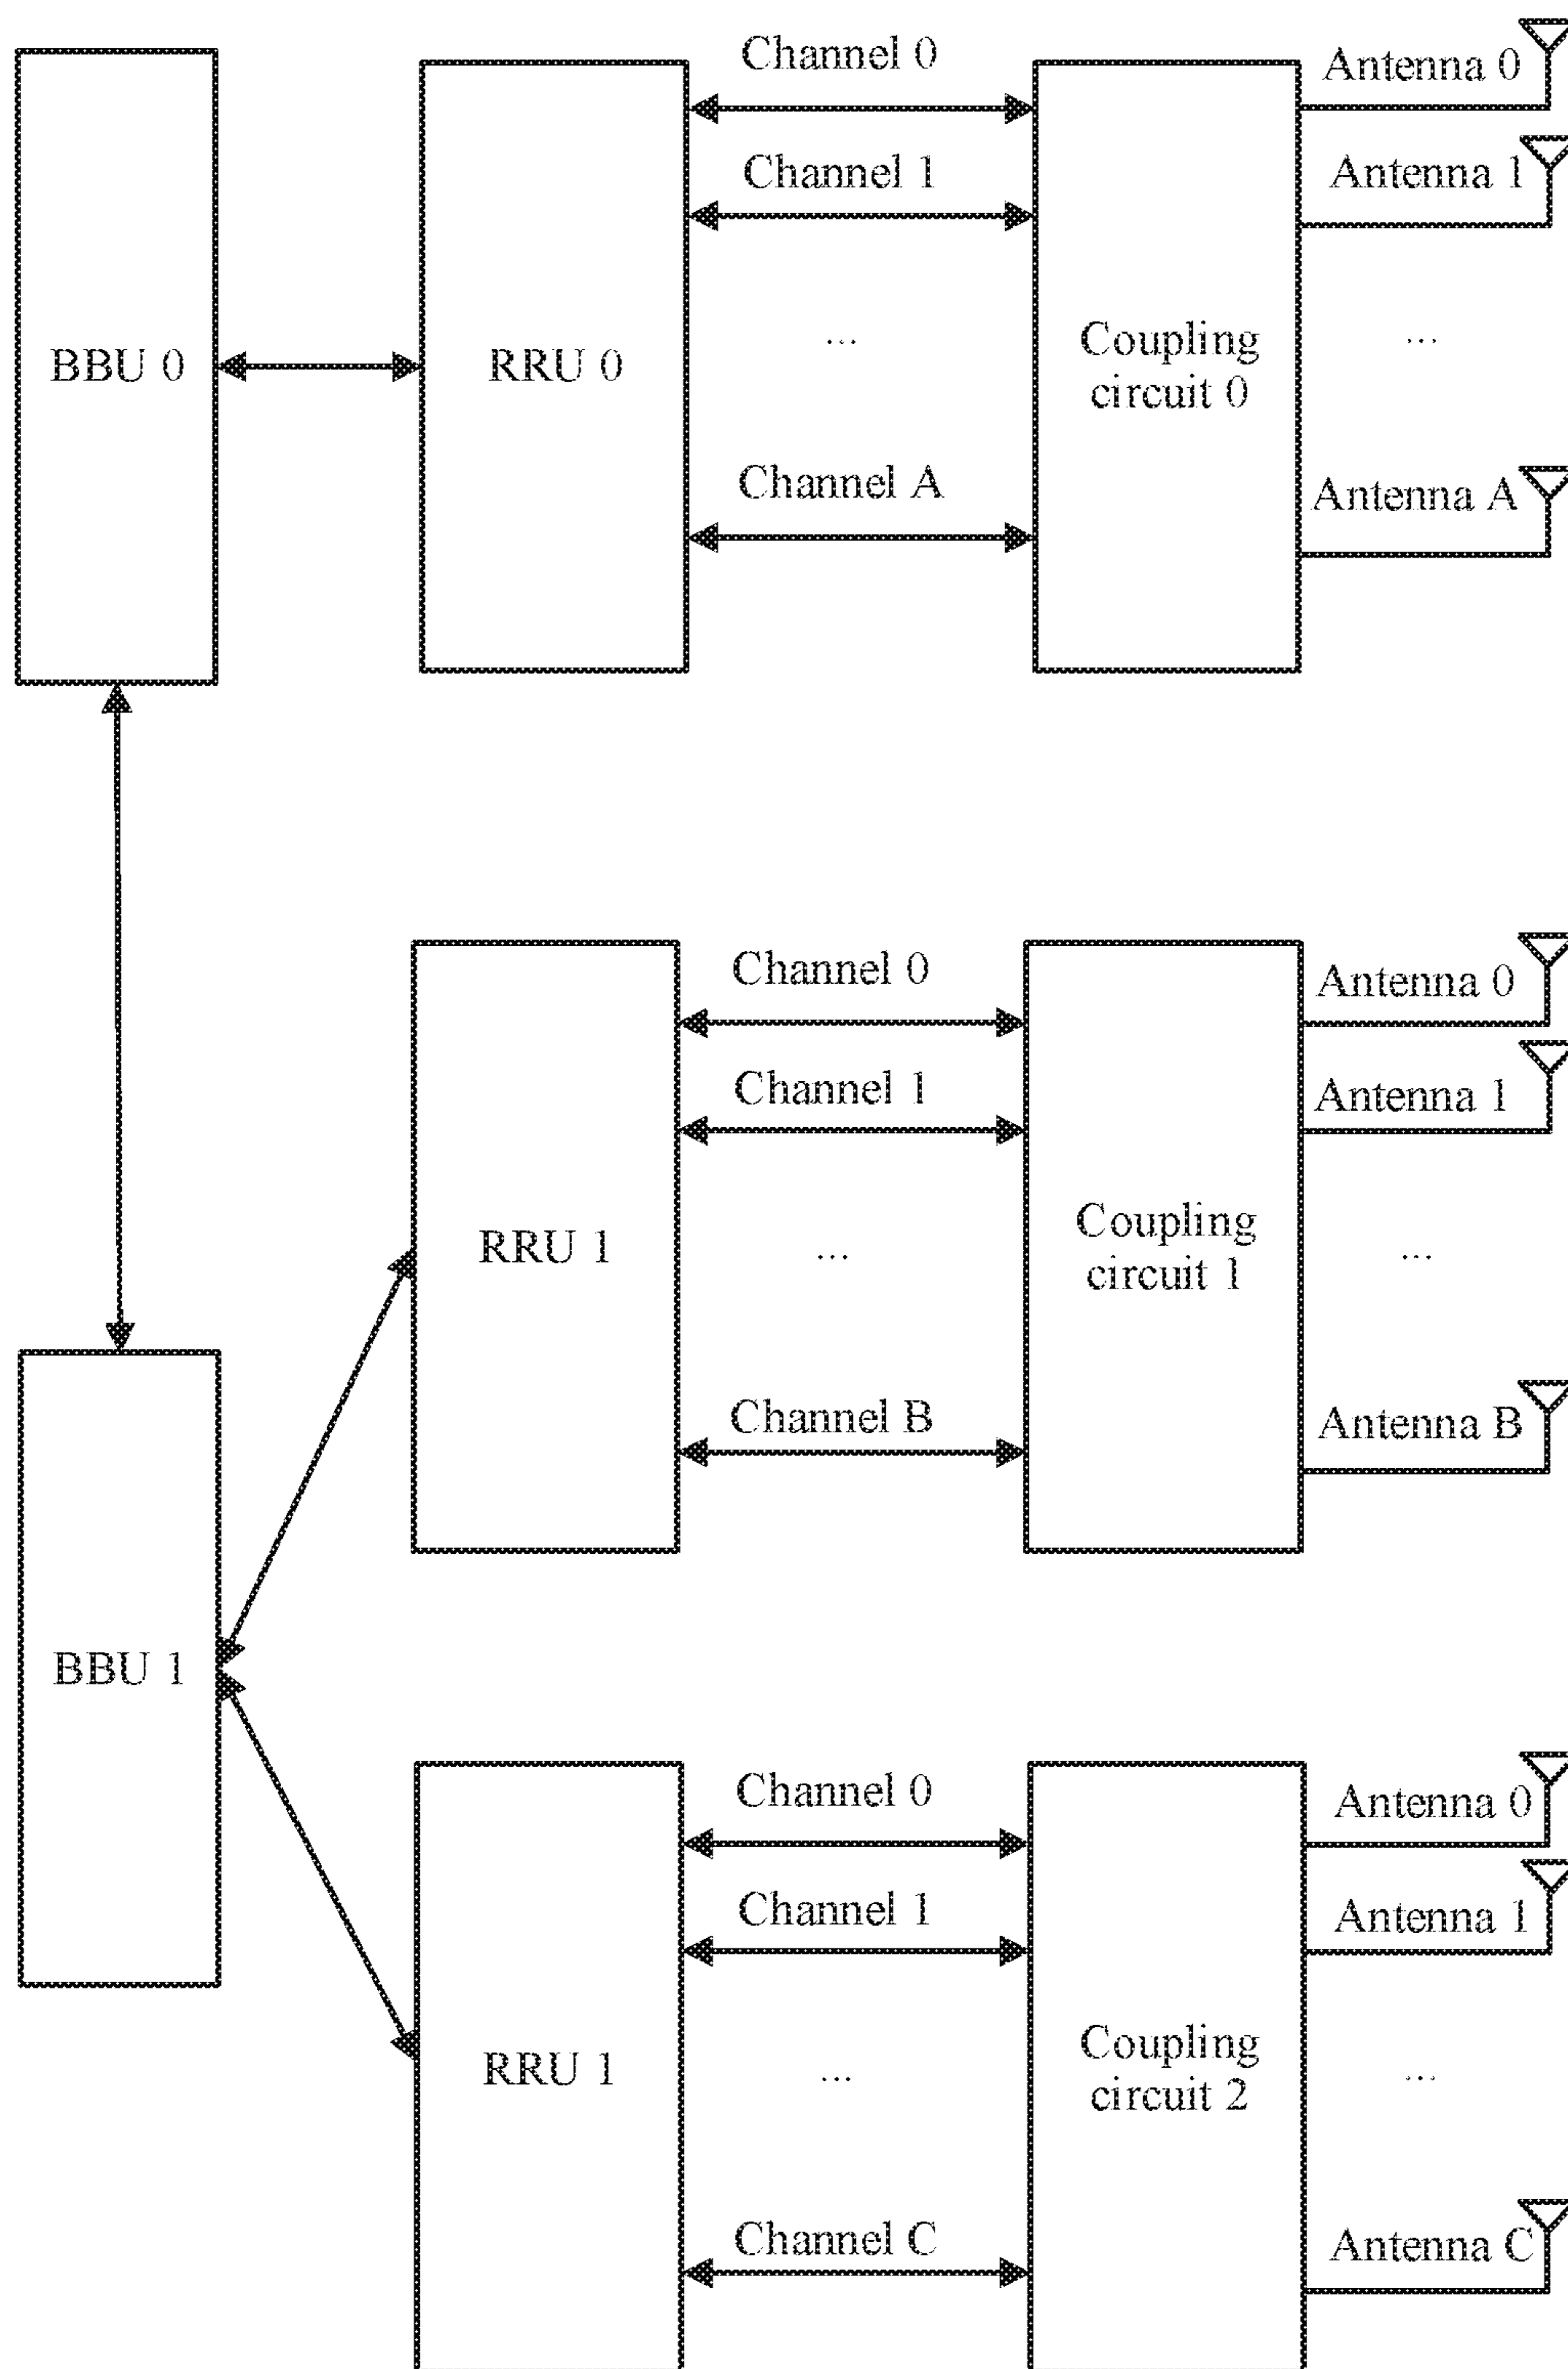 Channel 0
Antenna 0
Channel 1
Antenna 1
BBU 0
RRU 0
...
Coupling
circuit 0
...
Channel A
Antenna A
Channel 0
Antenna 0
Channel 1
Antenna 1
RRU 1
...
Coupling
circuit 1
...
Channel B
Antenna B
BBU 1
Channel 0
Antenna 0
Channel 1
Antenna 1
RRU 1
...
Coupling
circuit 2
...
Channel C
Antenna C